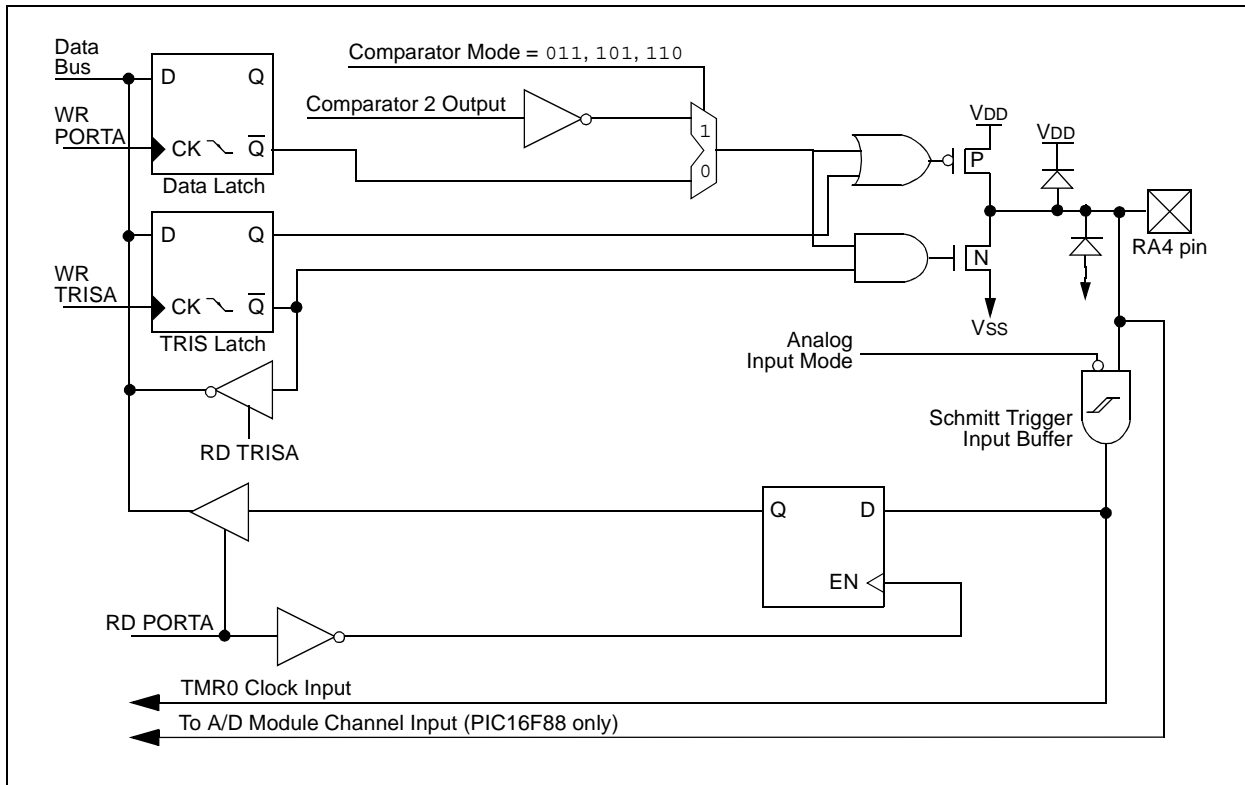 Data
Bus
D Q
Comparator Mode = 011, 101, 110
Comparator 2 Output
WR
PORTA
CK Q̅
Data Latch
1
0
VDD
P
VDD
D Q
RA4 pin
N
WR
TRISA
CK Q̅
TRIS Latch
VSS
Analog
Input Mode
Schmitt Trigger
Input Buffer
RD TRISA
Q D
EN
RD PORTA
TMR0 Clock Input
To A/D Module Channel Input (PIC16F88 only)